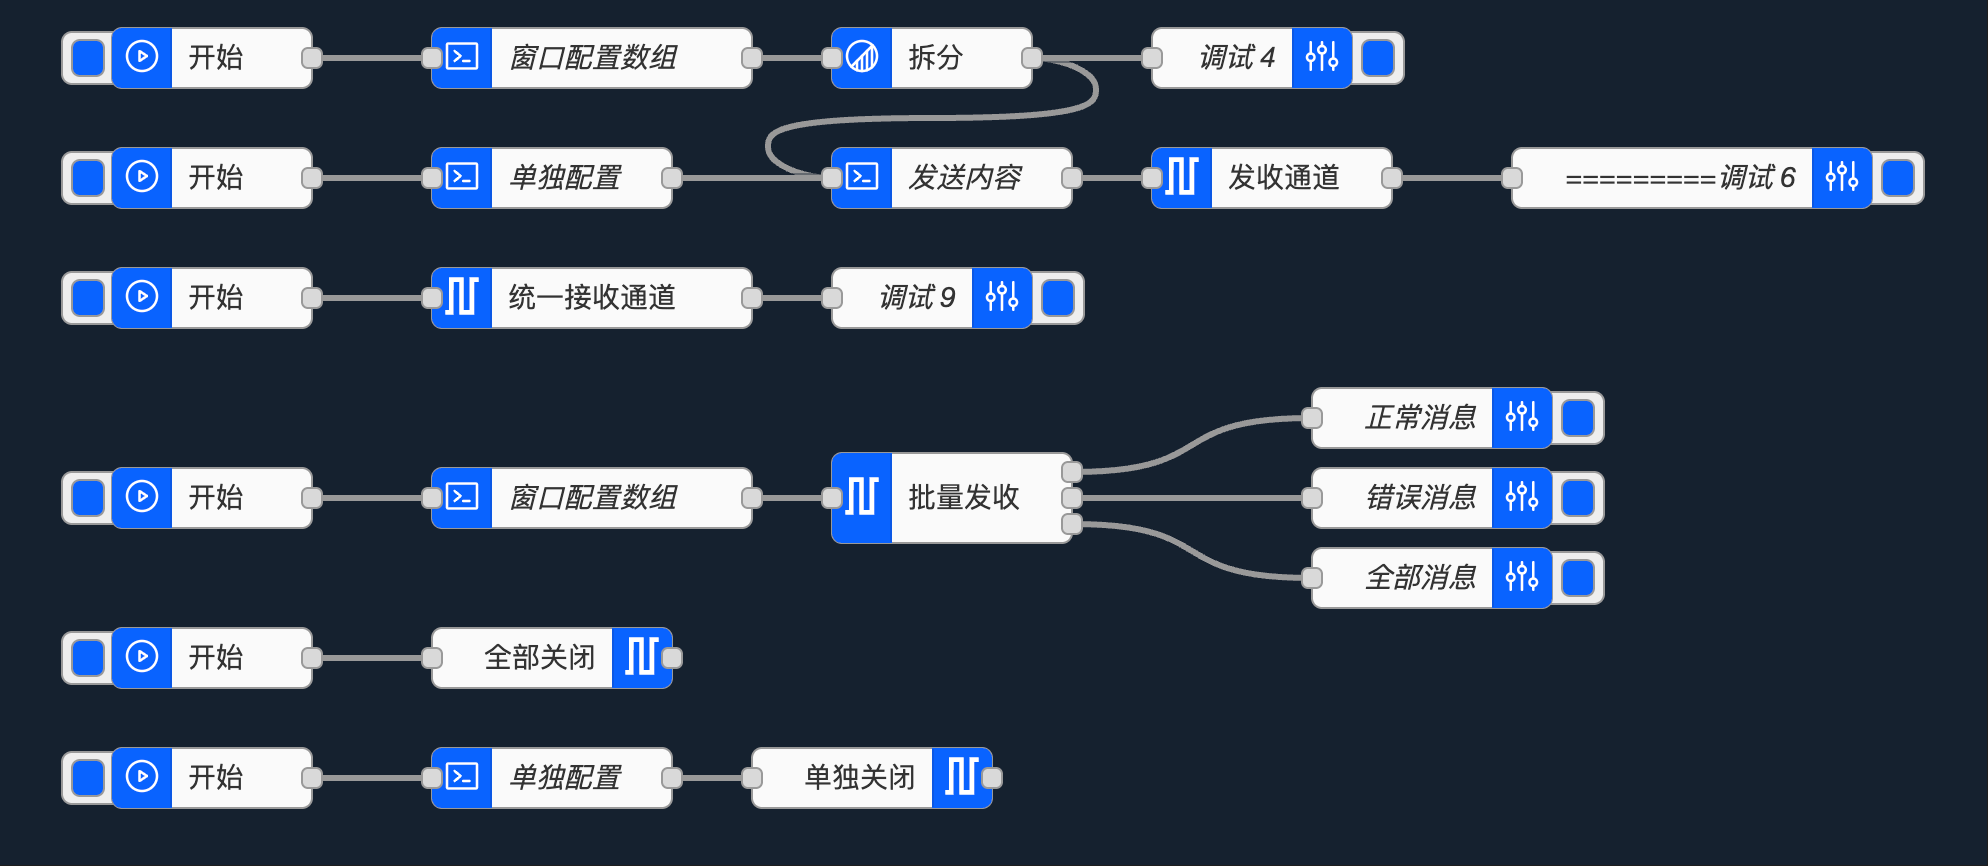 开始 窗口配置数组 拆分 调试 4
开始 单独配置 发送内容 发收通道 =========调试 6
开始 统一接收通道 调试 9
正常消息
开始 窗口配置数组 批量发收 错误消息
全部消息
开始 全部关闭
开始 单独配置 单独关闭